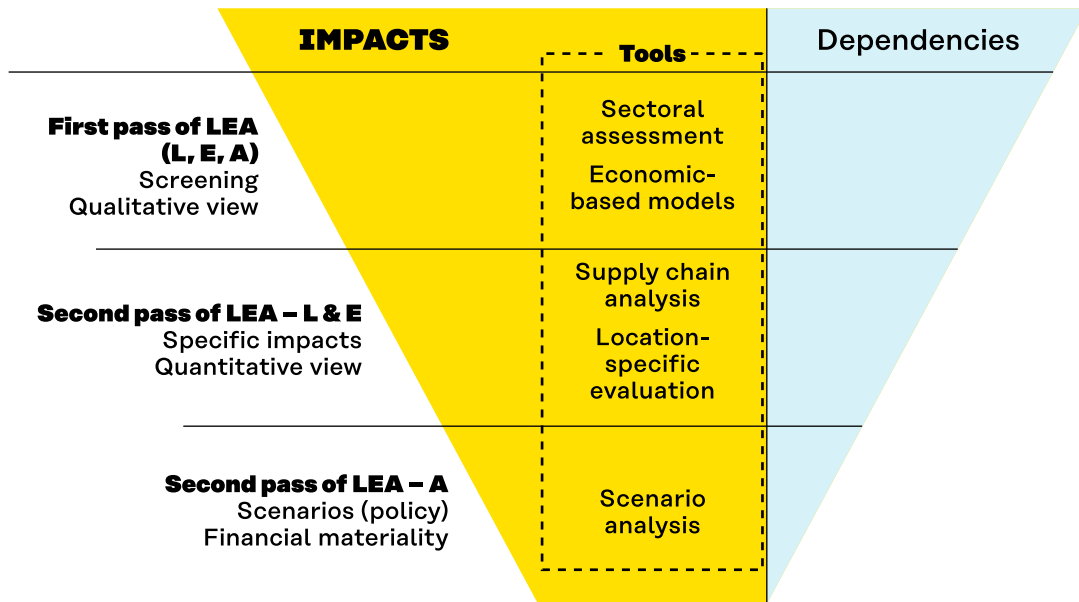 IMPACTS
Dependencies
Tools
First pass of LEA
(L, E, A)
Screening
Qualitative view
Sectoral
assessment
Economic-
based models
Second pass of LEA – L & E
Specific impacts
Quantitative view
Supply chain
analysis
Location-
specific
evaluation
Second pass of LEA – A
Scenarios (policy)
Financial materiality
Scenario
analysis